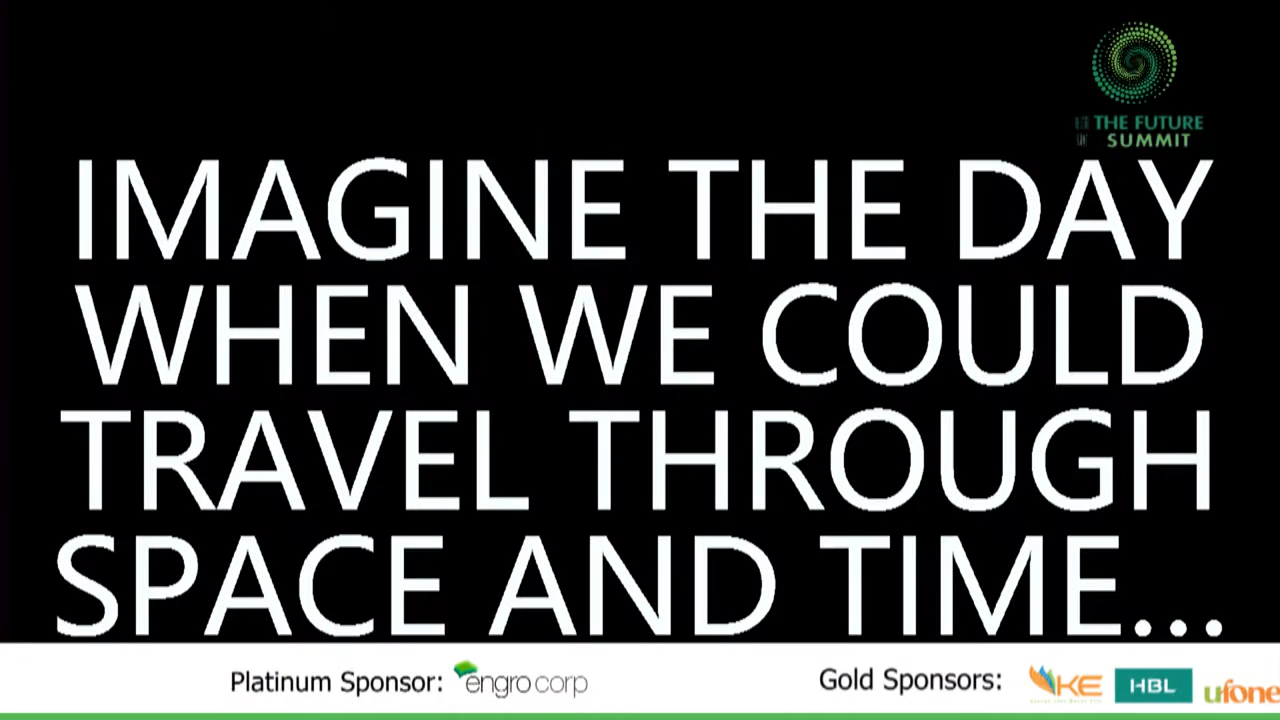 THE FUTURE
SUMMIT
IMAGINE THE DAY
WHEN WE COULD
TRAVEL THROUGH
SPACE AND TIME...
Platinum Sponsor: engro corp
Gold Sponsors: KE HBL ufone